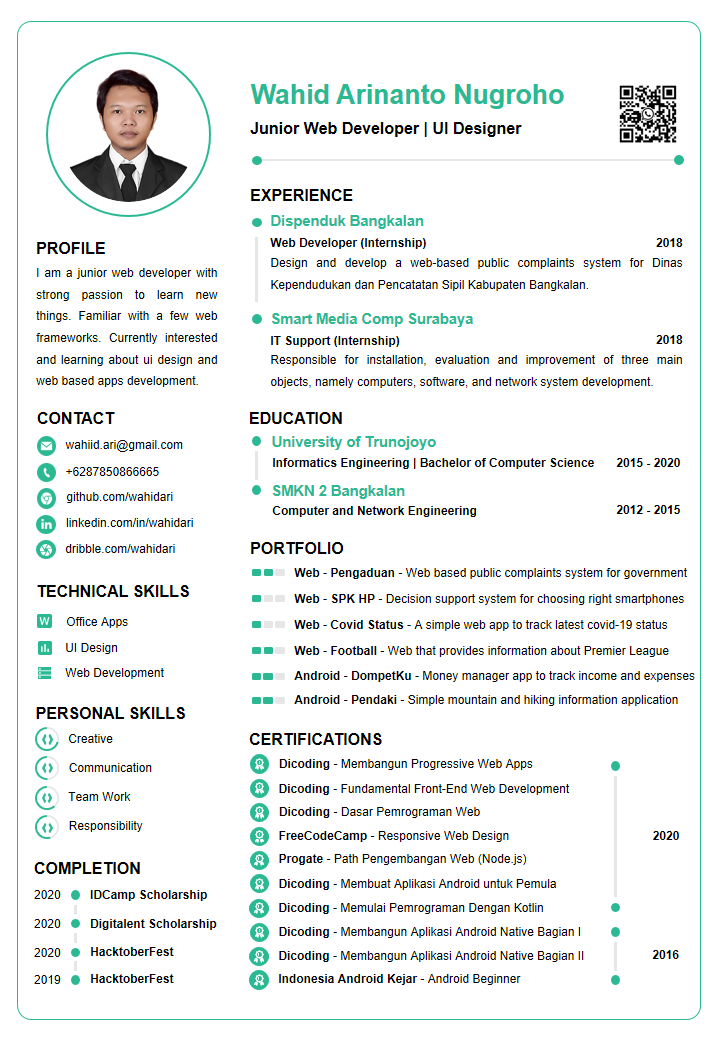 Wahid Arinanto Nugroho
Junior Web Developer | UI Designer
PROFILE
I am a junior web developer with
strong passion to learn new
things. Familiar with a few web
frameworks. Currently interested
and learning about ui design and
web based apps development.
CONTACT
wahiid.ari@gmail.com
+6287850866665
github.com/wahidari
linkedin.com/in/wahidari
dribble.com/wahidari
TECHNICAL SKILLS
W Office Apps
UI Design
Web Development
PERSONAL SKILLS
Creative
Communication
Team Work
Responsibility
COMPLETION
2020 IDCamp Scholarship
2020 Digitalent Scholarship
2020 HacktoberFest
2019 HacktoberFest
EXPERIENCE
Dispenduk Bangkalan
Web Developer (Internship) 2018
Design and develop a web-based public complaints system for Dinas
Kependudukan dan Pencatatan Sipil Kabupaten Bangkalan.
Smart Media Comp Surabaya
IT Support (Internship) 2018
Responsible for installation, evaluation and improvement of three main
objects, namely computers, software, and network system development.
EDUCATION
University of Trunojoyo
Informatics Engineering | Bachelor of Computer Science 2015 - 2020
SMKN 2 Bangkalan
Computer and Network Engineering 2012 - 2015
PORTFOLIO
Web - Pengaduan - Web based public complaints system for government
Web - SPK HP - Decision support system for choosing right smartphones
Web - Covid Status - A simple web app to track latest covid-19 status
Web - Football - Web that provides information about Premier League
Android - DompetKu - Money manager app to track income and expenses
Android - Pendaki - Simple mountain and hiking information application
CERTIFICATIONS
Dicoding - Membangun Progressive Web Apps
Dicoding - Fundamental Front-End Web Development
Dicoding - Dasar Pemrograman Web
FreeCodeCamp - Responsive Web Design 2020
Progate - Path Pengembangan Web (Node.js)
Dicoding - Membuat Aplikasi Android untuk Pemula
Dicoding - Memulai Pemrograman Dengan Kotlin
Dicoding - Membangun Aplikasi Android Native Bagian I
Dicoding - Membangun Aplikasi Android Native Bagian II 2016
Indonesia Android Kejar - Android Beginner